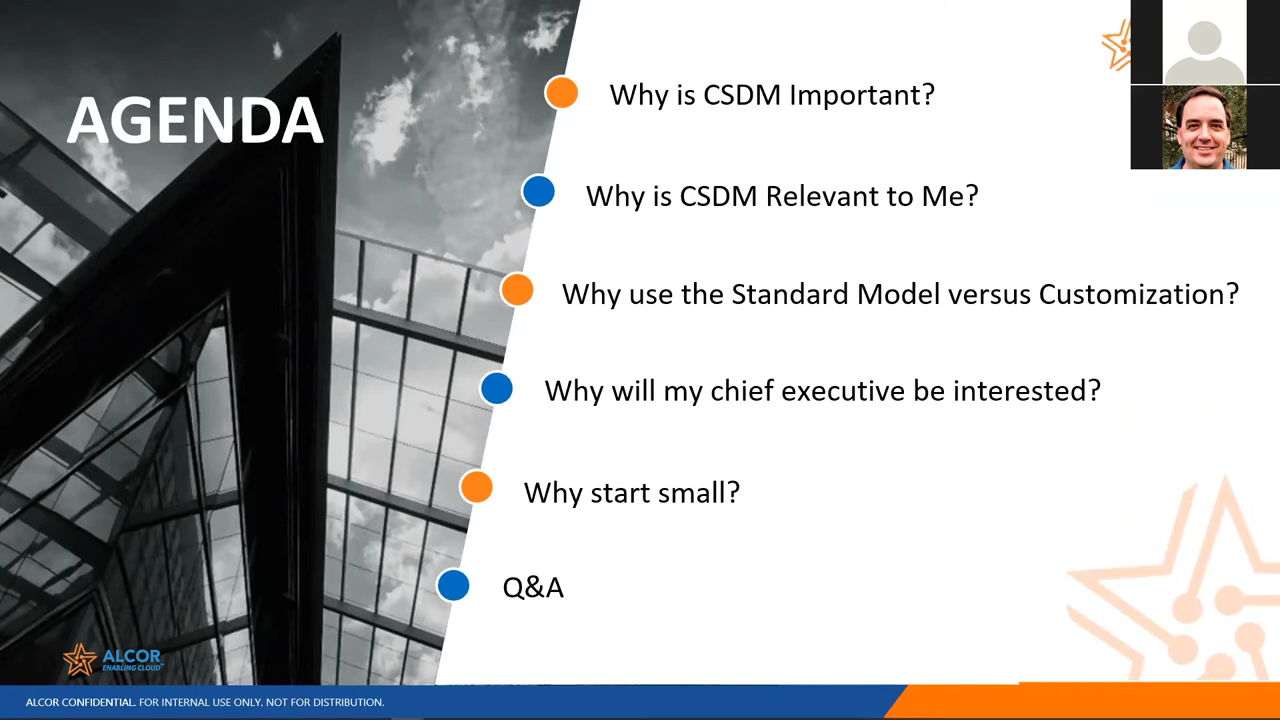 AGENDA
Why is CSDM Important?
Why is CSDM Relevant to Me?
Why use the Standard Model versus Customization?
Why will my chief executive be interested?
Why start small?
Q&A
ALCOR
ENABLING CLOUD
ALCOR CONFIDENTIAL. FOR INTERNAL USE ONLY. NOT FOR DISTRIBUTION.